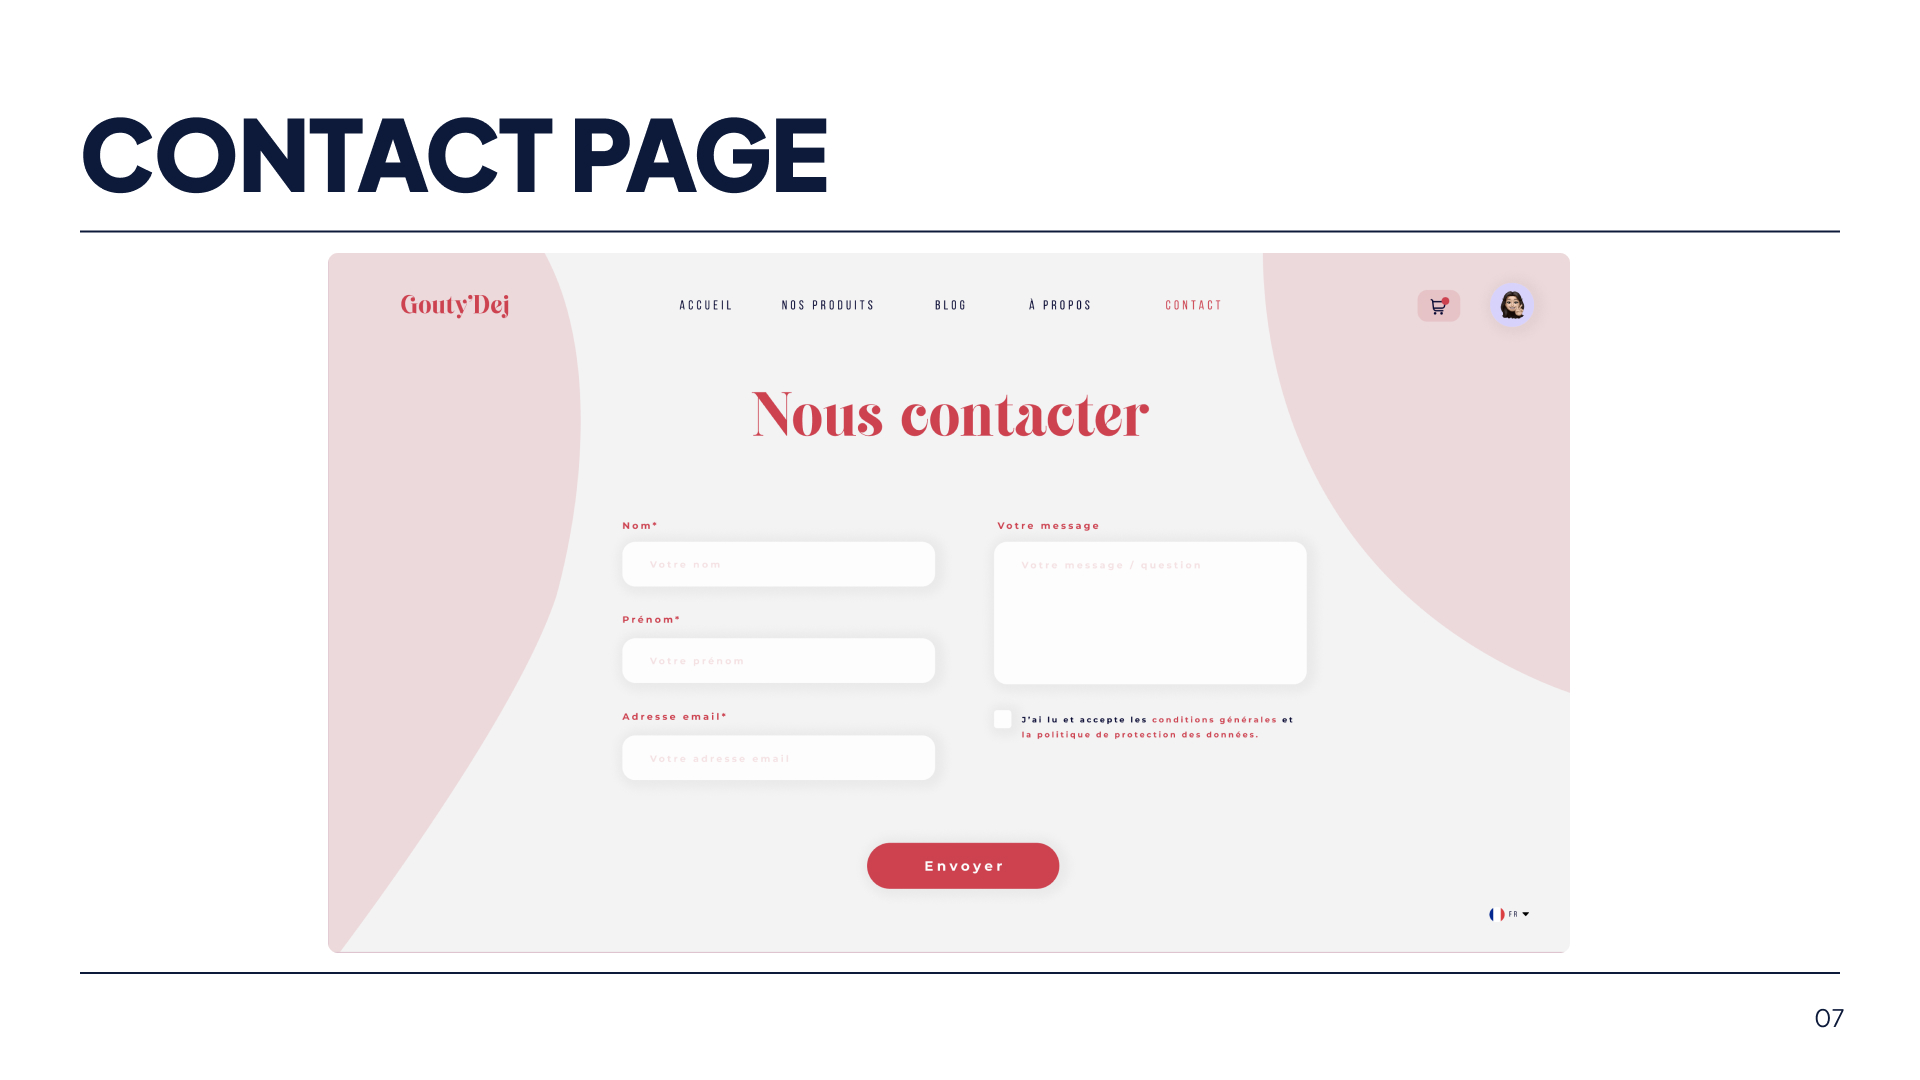 CONTACT PAGE
Gouty'Dej
ACCUEIL
NOS PRODUITS
BLOG
À PROPOS
CONTACT
Nous contacter
Nom*
Votre nom
Prénom*
Votre prénom
Adresse email*
Votre adresse email
Votre message
Votre message / question
J'ai lu et accepte les conditions générales et
la politique de protection des données.
Envoyer
FR
07